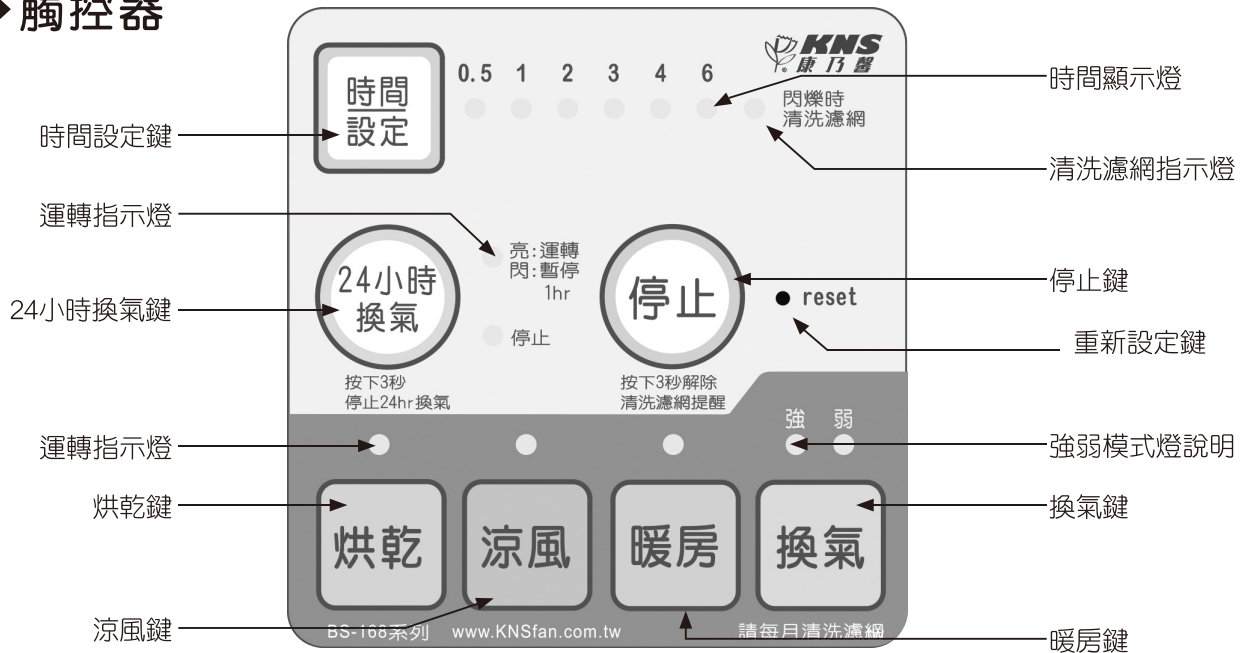 觸控器
時間
設定
0.5 1 2 3 4 6
KNS
康乃馨
閃爍時
清洗濾網
時間顯示燈
時間設定鍵
清洗濾網指示燈
運轉指示燈
24小時
換氣
亮:運轉
閃:暫停
1hr
停止
停止
reset
停止鍵
24小時換氣鍵
重新設定鍵
按下3秒
停止24hr換氣
按下3秒解除
清洗濾網提醒
強 弱
運轉指示燈
強弱模式燈說明
烘乾鍵
換氣鍵
烘乾 涼風 暖房 換氣
涼風鍵
BS-168系列 www.KNSfan.com.tw 請每月清洗濾網
暖房鍵